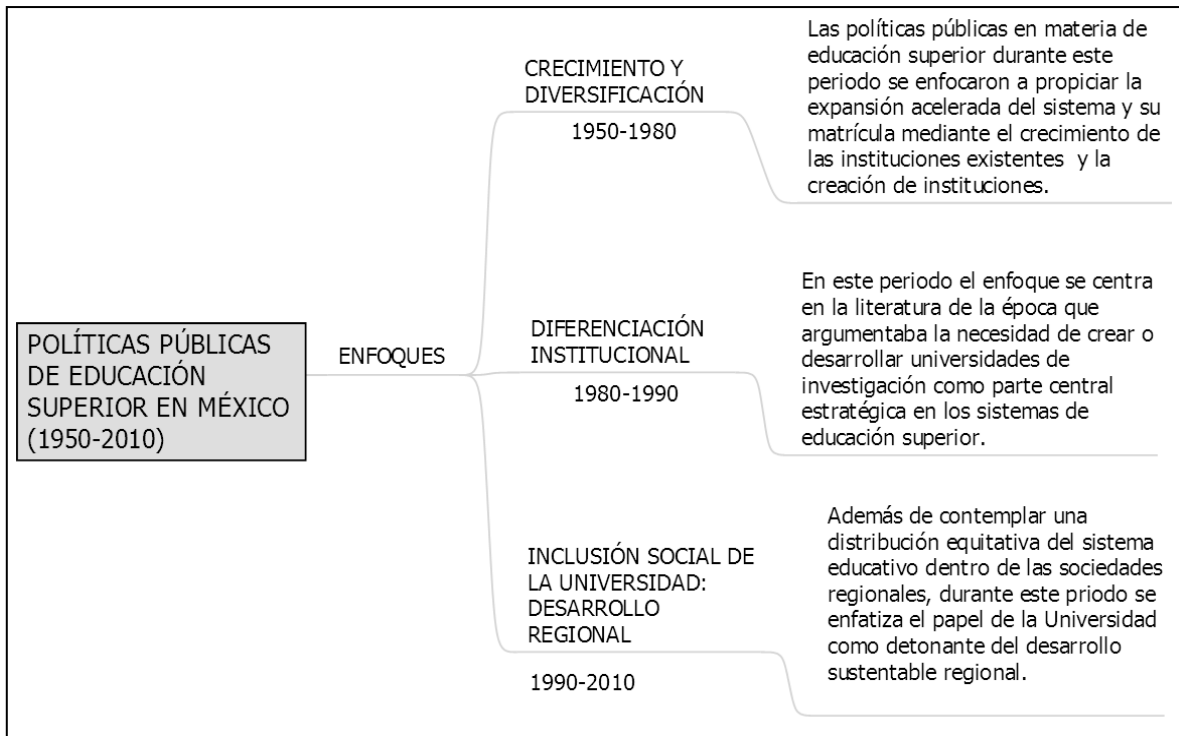 POLÍTICAS PÚBLICAS
DE EDUCACIÓN
SUPERIOR EN MÉXICO
(1950-2010)
ENFOQUES
CRECIMIENTO Y
DIVERSIFICACIÓN
1950-1980
Las políticas públicas en materia de
educación superior durante este
periodo se enfocaron a propiciar la
expansión acelerada del sistema y su
matrícula mediante el crecimiento de
las instituciones existentes y la
creación de instituciones.
DIFERENCIACIÓN
INSTITUCIONAL
1980-1990
En este periodo el enfoque se centra
en la literatura de la época que
argumentaba la necesidad de crear o
desarrollar universidades de
investigación como parte central
estratégica en los sistemas de
educación superior.
INCLUSIÓN SOCIAL DE
LA UNIVERSIDAD:
DESARROLLO
REGIONAL
1990-2010
Además de contemplar una
distribución equitativa del sistema
educativo dentro de las sociedades
regionales, durante este priodo se
enfatiza el papel de la Universidad
como detonante del desarrollo
sustentable regional.